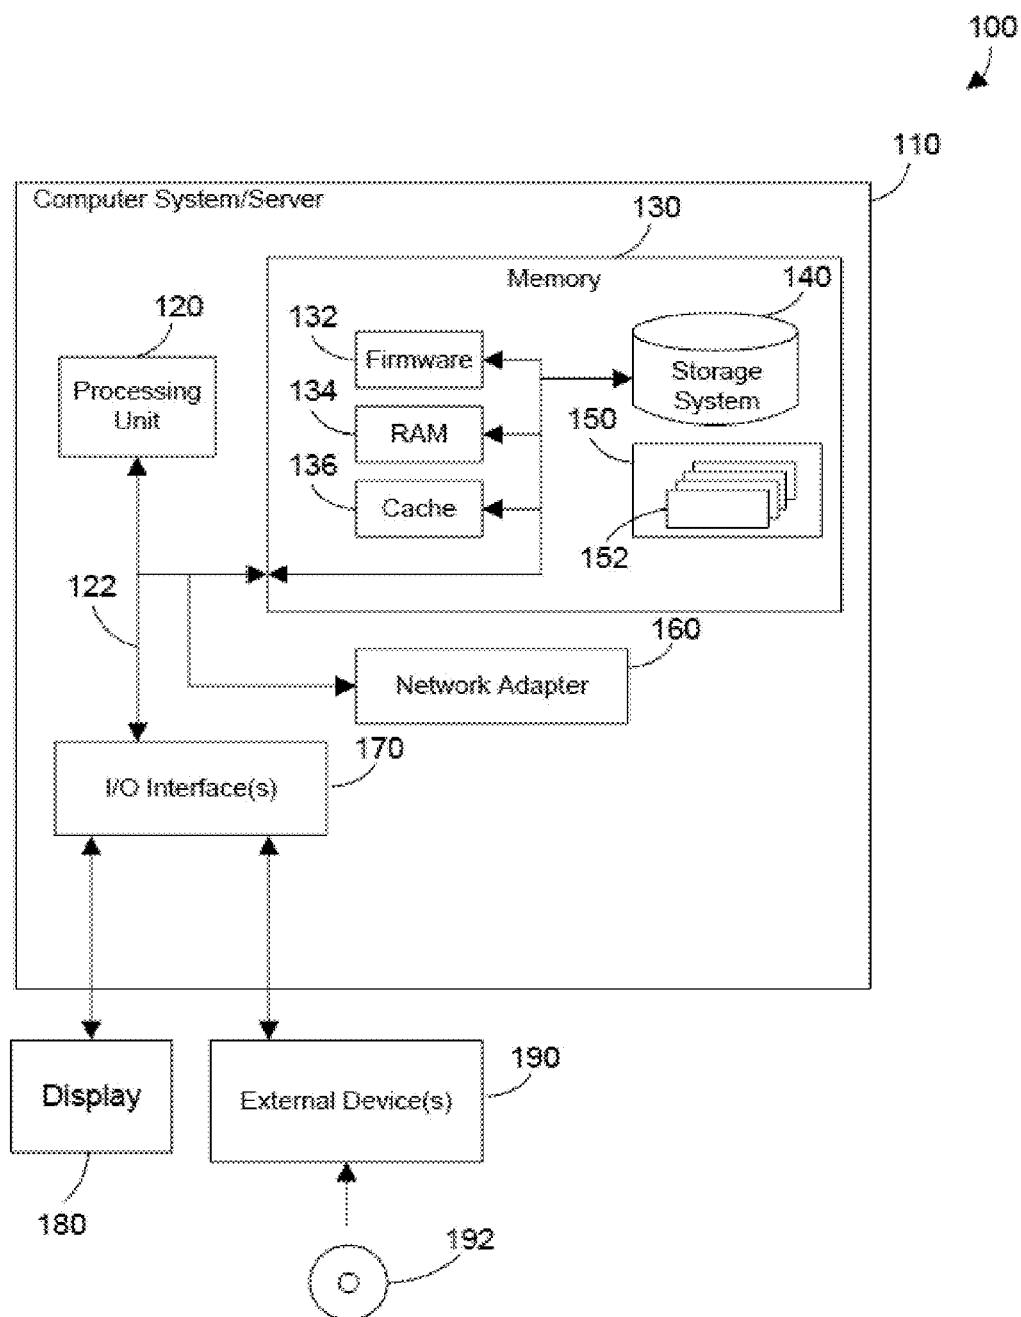 100
110
Computer System/Server
130
Memory
140
120
132
Firmware
Storage
System
Processing
Unit
134
RAM
150
136
Cache
152
122
160
Network Adapter
170
I/O Interface(s)
190
Display
External Device(s)
180
192